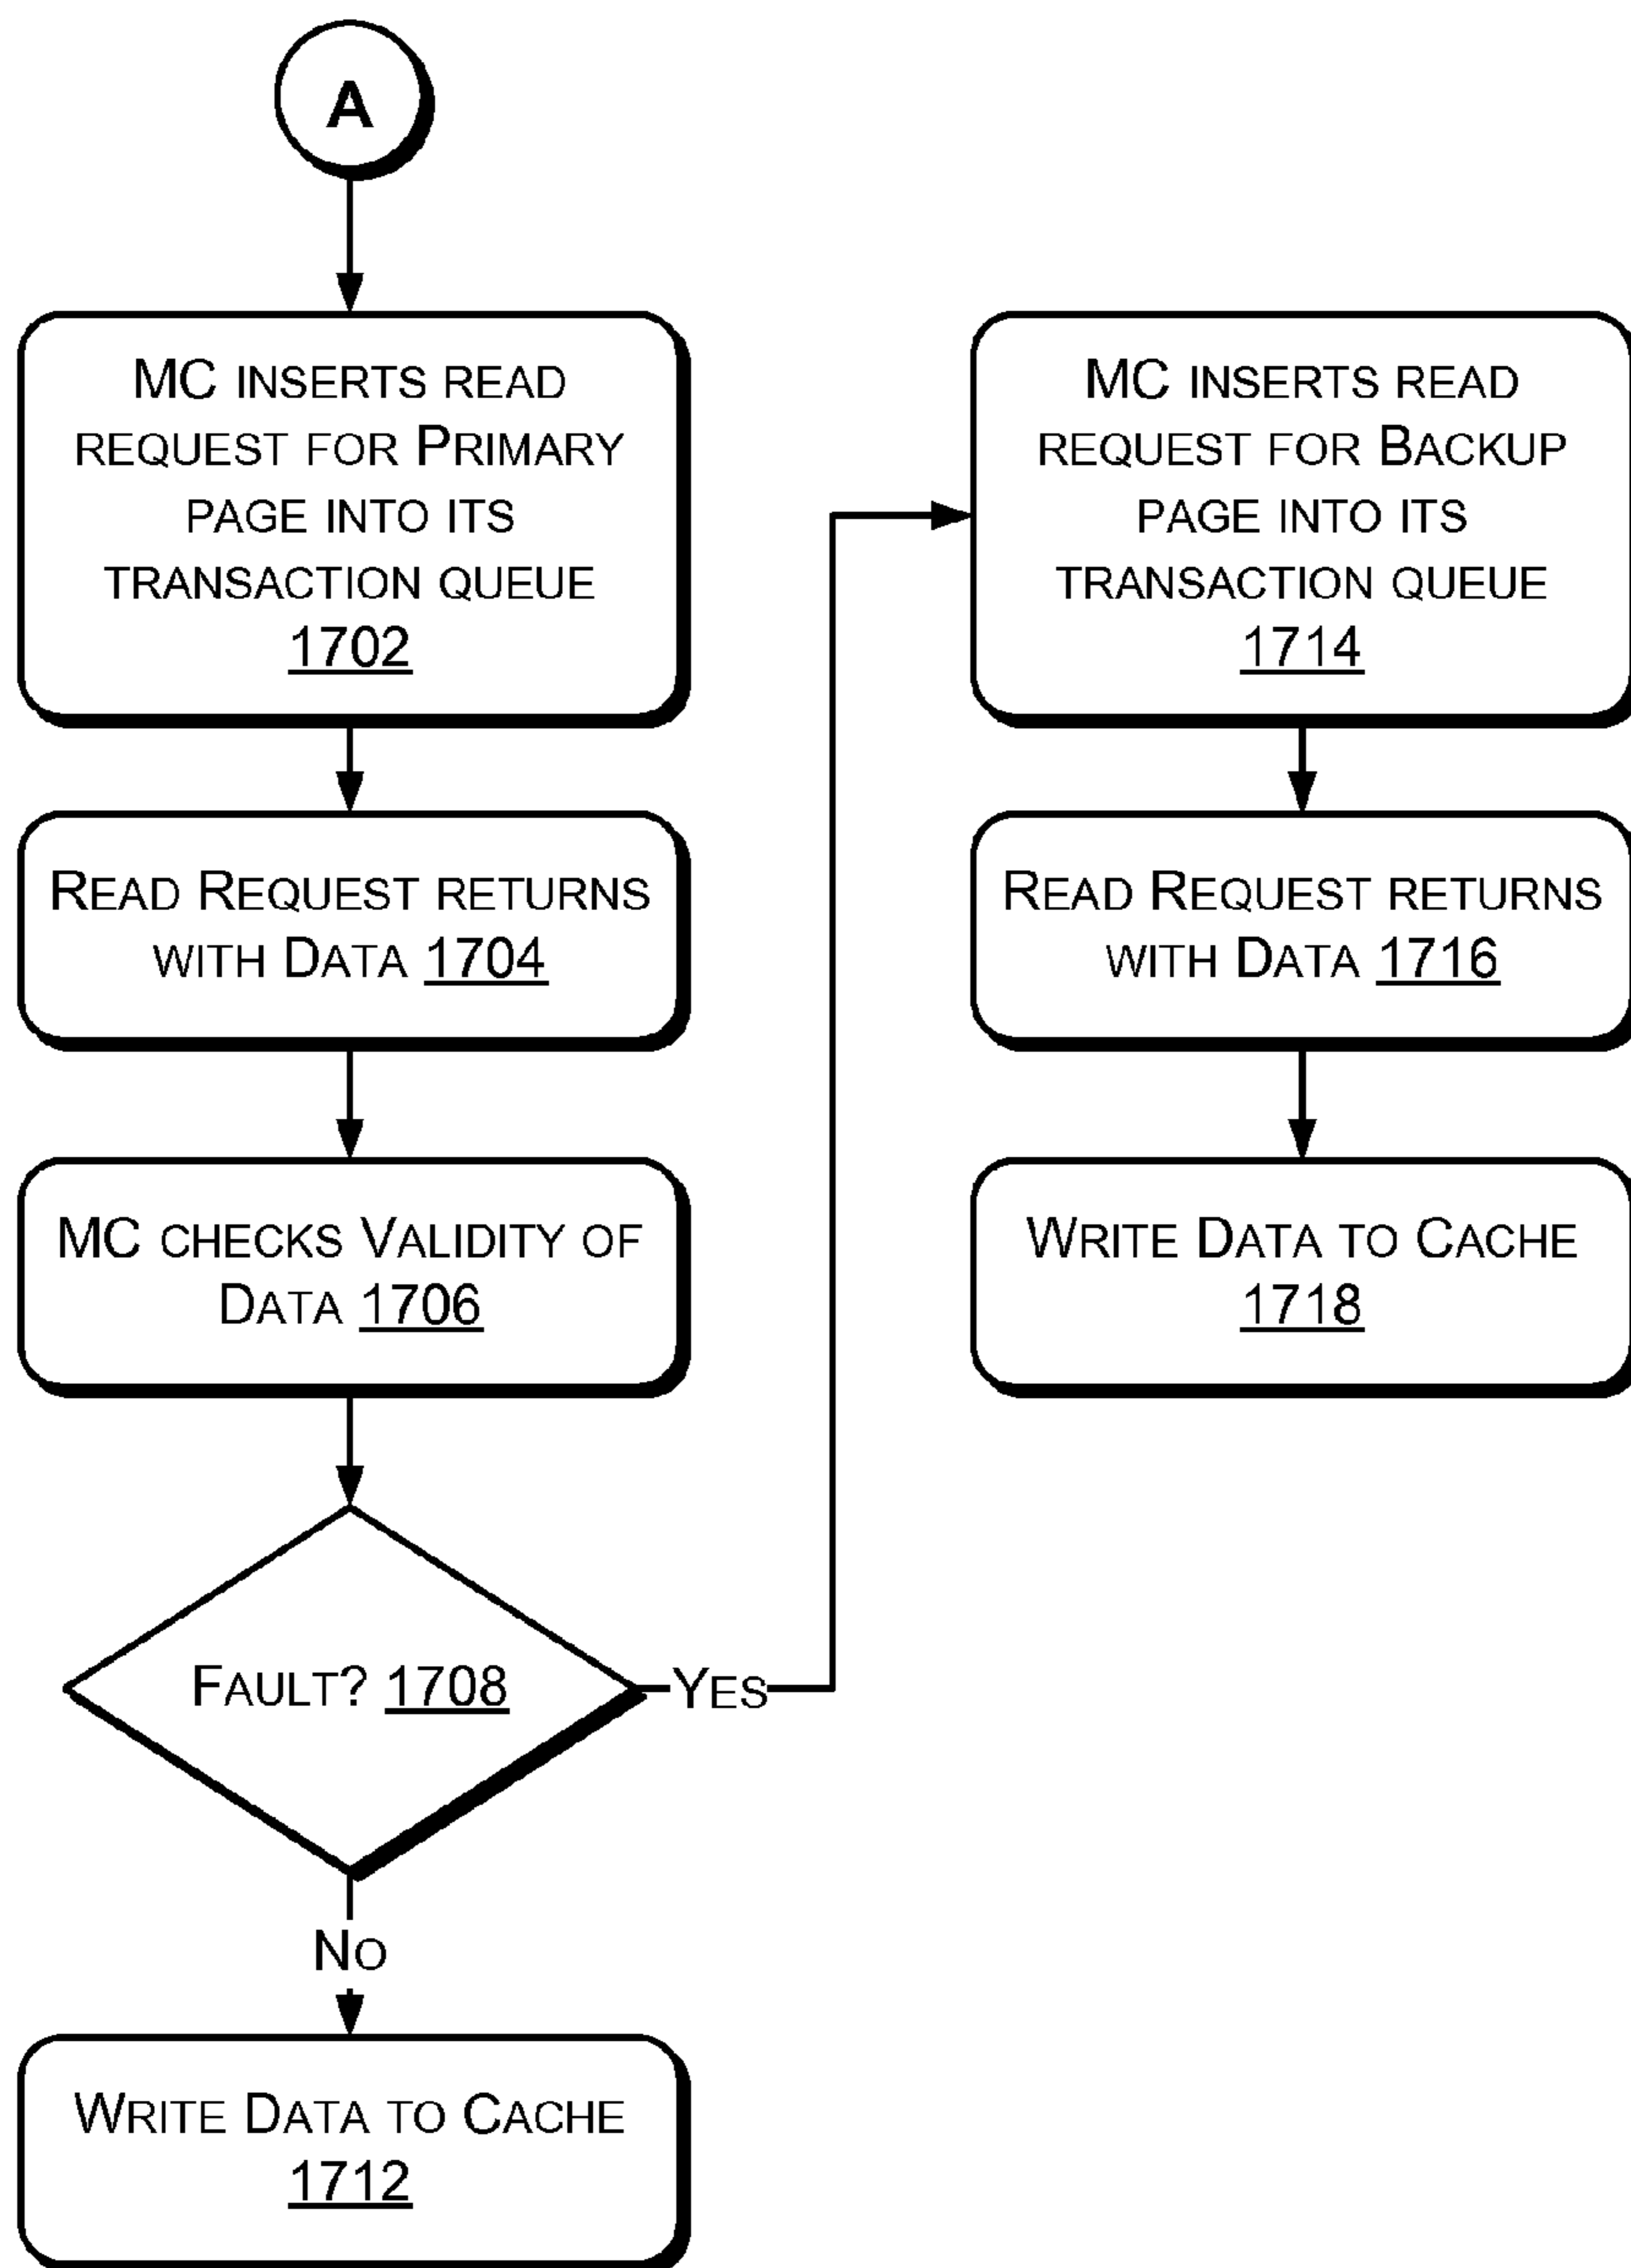 A
MC inserts read
request for Primary
page into its
transaction queue
1702
Read Request returns
with Data 1704
MC checks Validity of
Data 1706
Fault? 1708
Yes
No
Write Data to Cache
1712
MC inserts read
request for Backup
page into its
transaction queue
1714
Read Request returns
with Data 1716
Write Data to Cache
1718